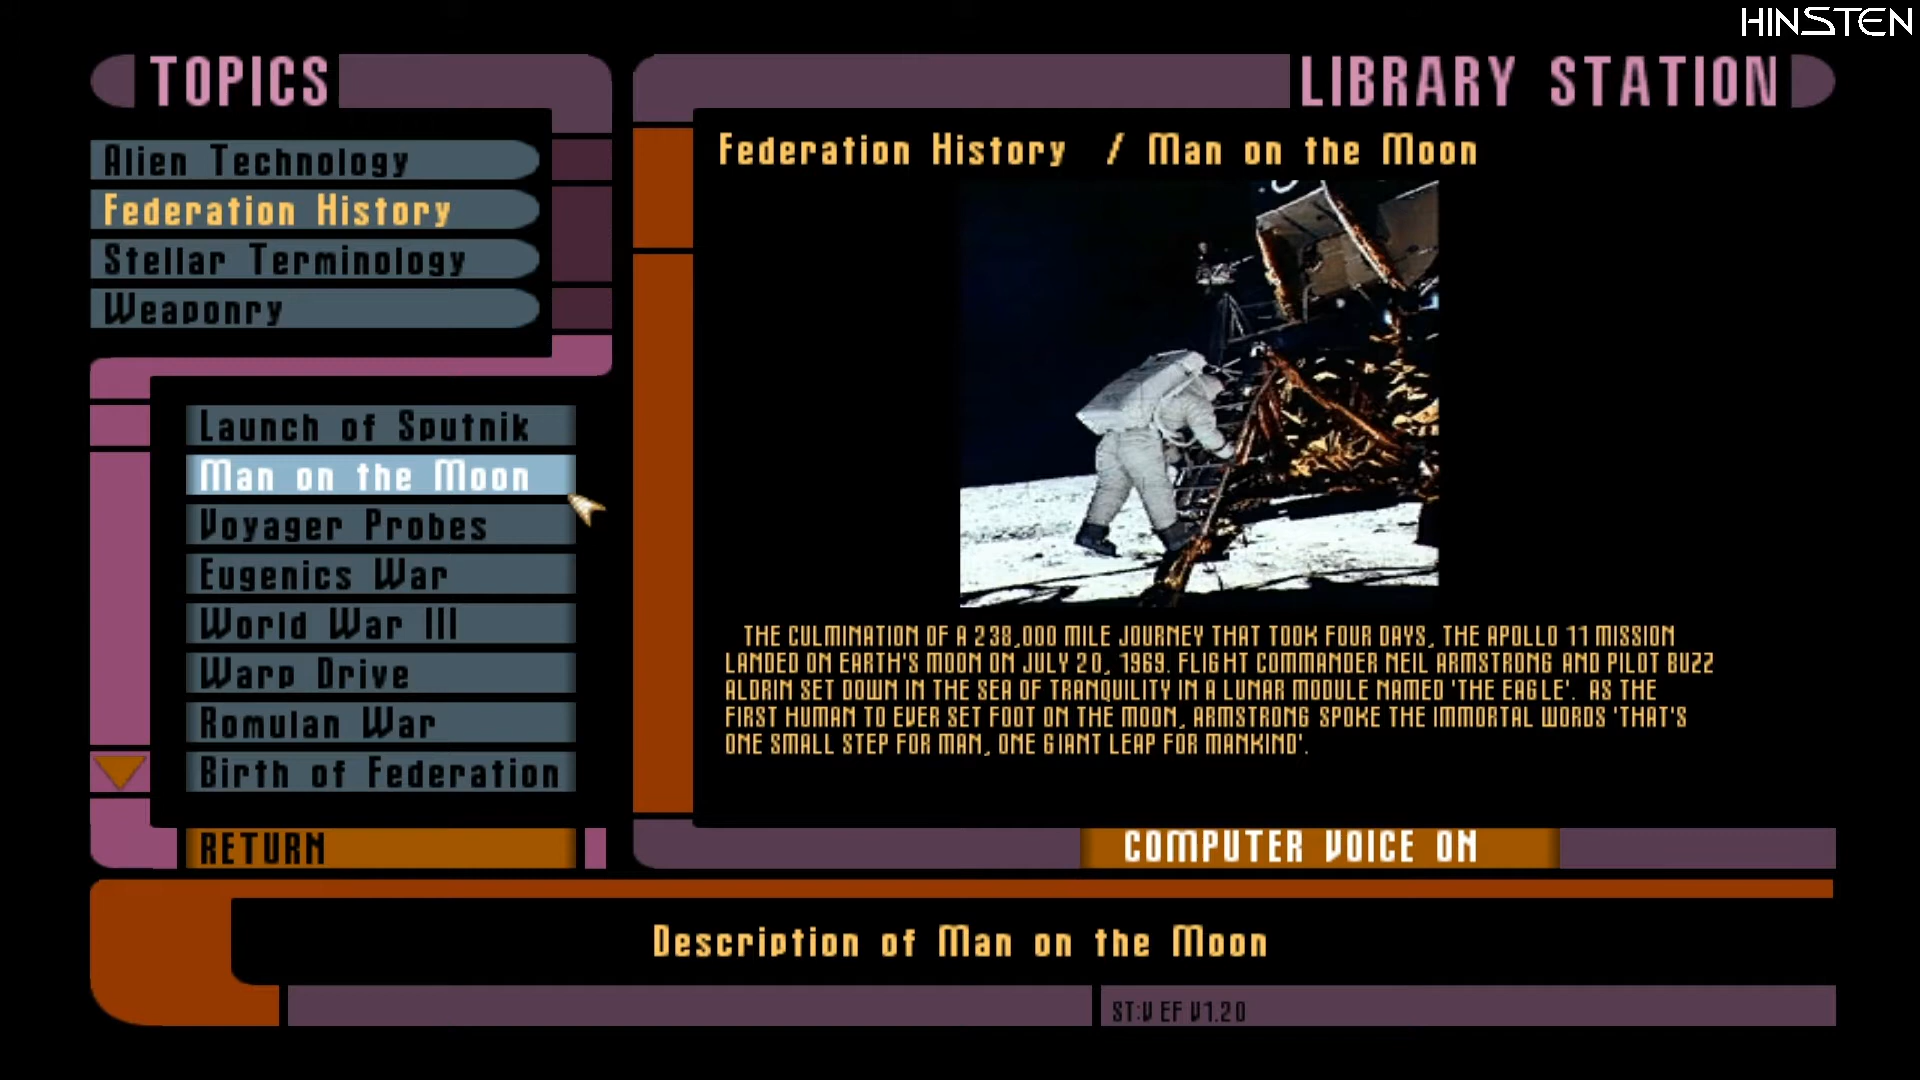 HINSTEN
TOPICS
LIBRARY STATION
Alien Technology
Federation History
Stellar Terminology
Weaponry
Launch of Sputnik
Man on the Moon
Voyager Probes
Eugenics War
World War III
Warp Drive
Romulan War
Birth of Federation
RETURN
Federation History / Man on the Moon
THE CULMINATION OF A 238,000 MILE JOURNEY THAT TOOK FOUR DAYS, THE APOLLO 11 MISSION
LANDED ON EARTH'S MOON ON JULY 20, 1969. FLIGHT COMMANDER NEIL ARMSTRONG AND PILOT BUZZ
ALDRIN SET DOWN IN THE SEA OF TRANQUILITY IN A LUNAR MODULE NAMED 'THE EAGLE'. AS THE
FIRST HUMAN TO EVER SET FOOT ON THE MOON, ARMSTRONG SPOKE THE IMMORTAL WORDS 'THAT'S
ONE SMALL STEP FOR MAN, ONE GIANT LEAP FOR MANKIND'.
COMPUTER VOICE ON
Description of Man on the Moon
ST:V EF V1.20